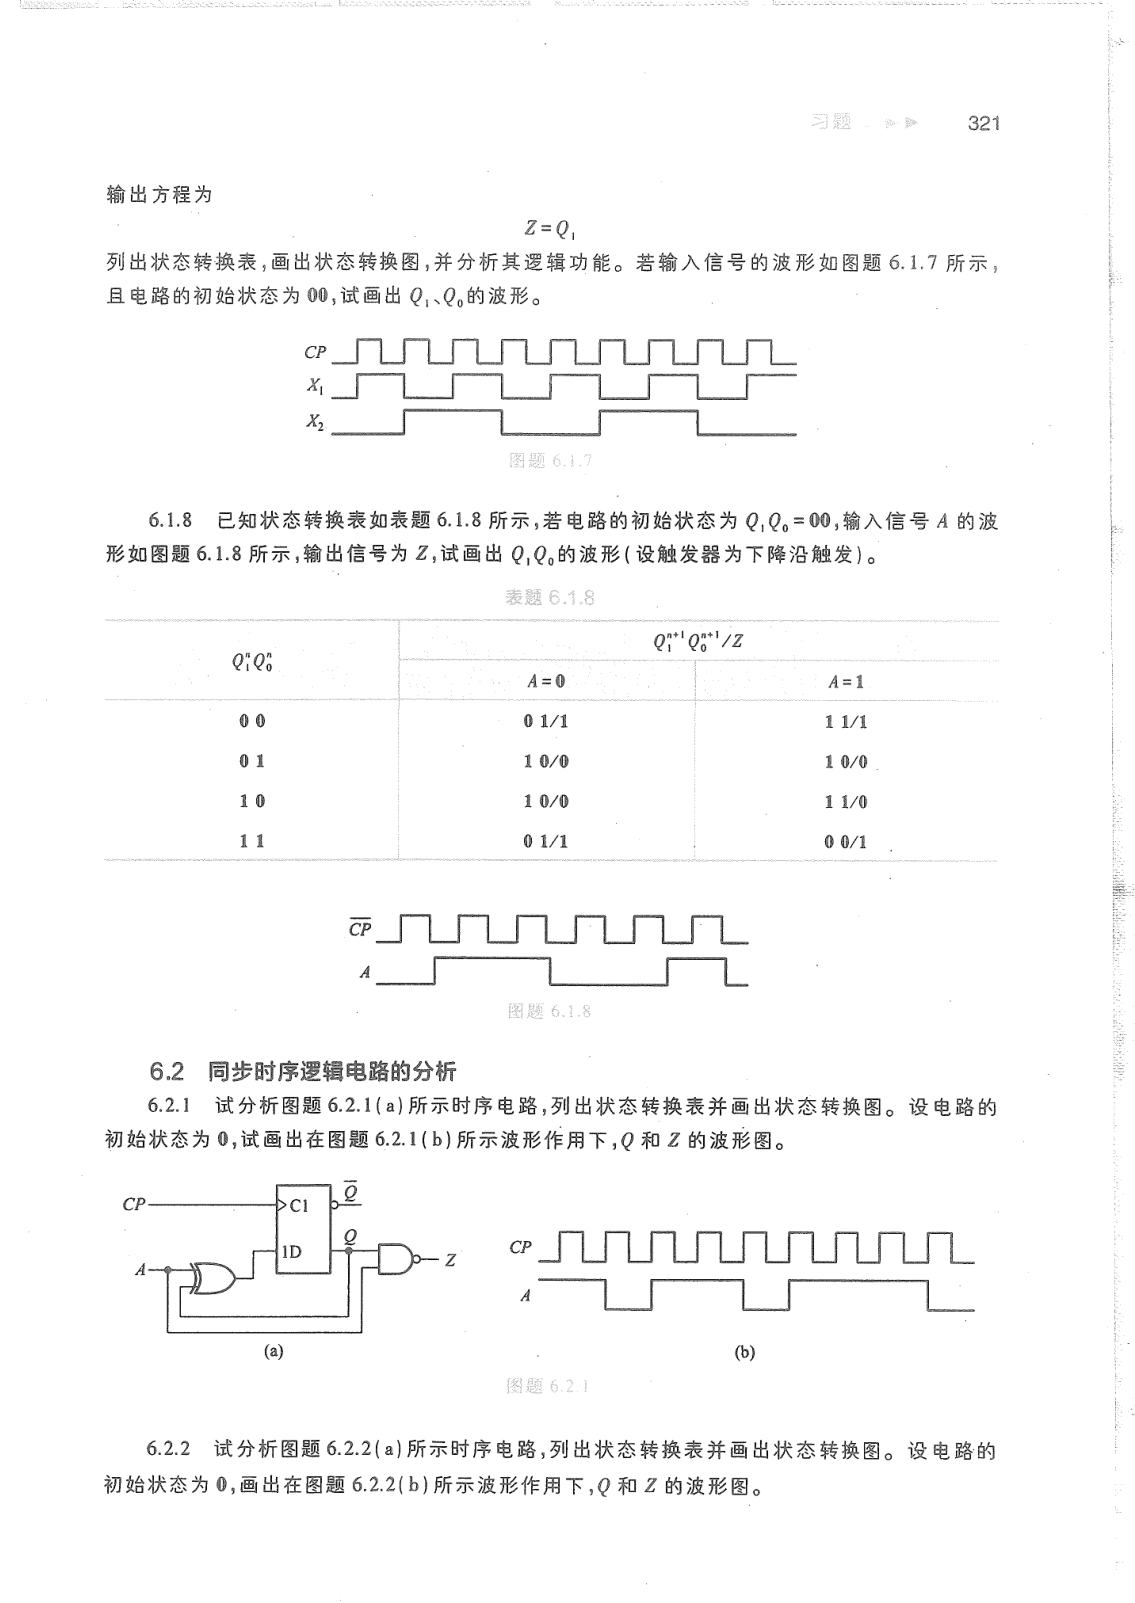 习题 321
输出方程为
Z=Q₁
列出状态转换表,画出状态转换图,并分析其逻辑功能。若输入信号的波形如图题 6.1.7 所示,
且电路的初始状态为 00,试画出 Q₁、Q₀的波形。
CP
X₁
X₂
图题 6.1.7
6.1.8 已知状态转换表如表题 6.1.8 所示,若电路的初始状态为 Q₁Q₀=00,输入信号 A 的波
形如图题 6.1.8 所示,输出信号为 Z,试画出 Q₁Q₀的波形(设触发器为下降沿触发)。
表题 6.1.8
Q₁ⁿQ₀ⁿ Q₁ⁿ⁺¹Q₀ⁿ⁺¹/Z
A=0 A=1
0 0 0 1/1 1 1/1
0 1 1 0/0 1 0/0
1 0 1 0/0 1 1/0
1 1 0 1/1 0 0/1
C̅P̅
A
图题 6.1.8
6.2 同步时序逻辑电路的分析
6.2.1 试分析图题 6.2.1(a)所示时序电路,列出状态转换表并画出状态转换图。设电路的
初始状态为 0,试画出在图题 6.2.1(b)所示波形作用下,Q 和 Z 的波形图。
CP C1 Q̅
1D Q Z
A
(a)
CP
A
(b)
图题 6.2.1
6.2.2 试分析图题 6.2.2(a)所示时序电路,列出状态转换表并画出状态转换图。设电路的
初始状态为 0,画出在图题 6.2.2(b)所示波形作用下,Q 和 Z 的波形图。